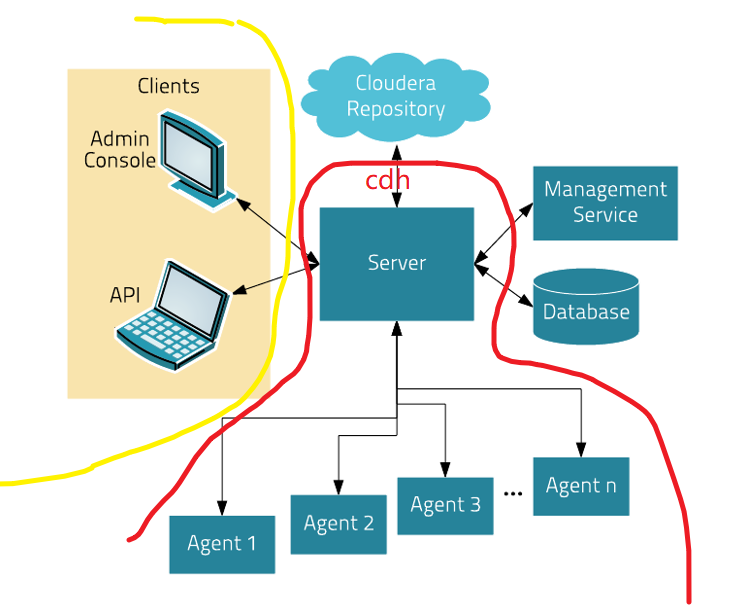 Clients
Admin
Console
API
Cloudera
Repository
cdh
Server
Management
Service
Database
Agent 1
Agent 2
Agent 3
...
Agent n